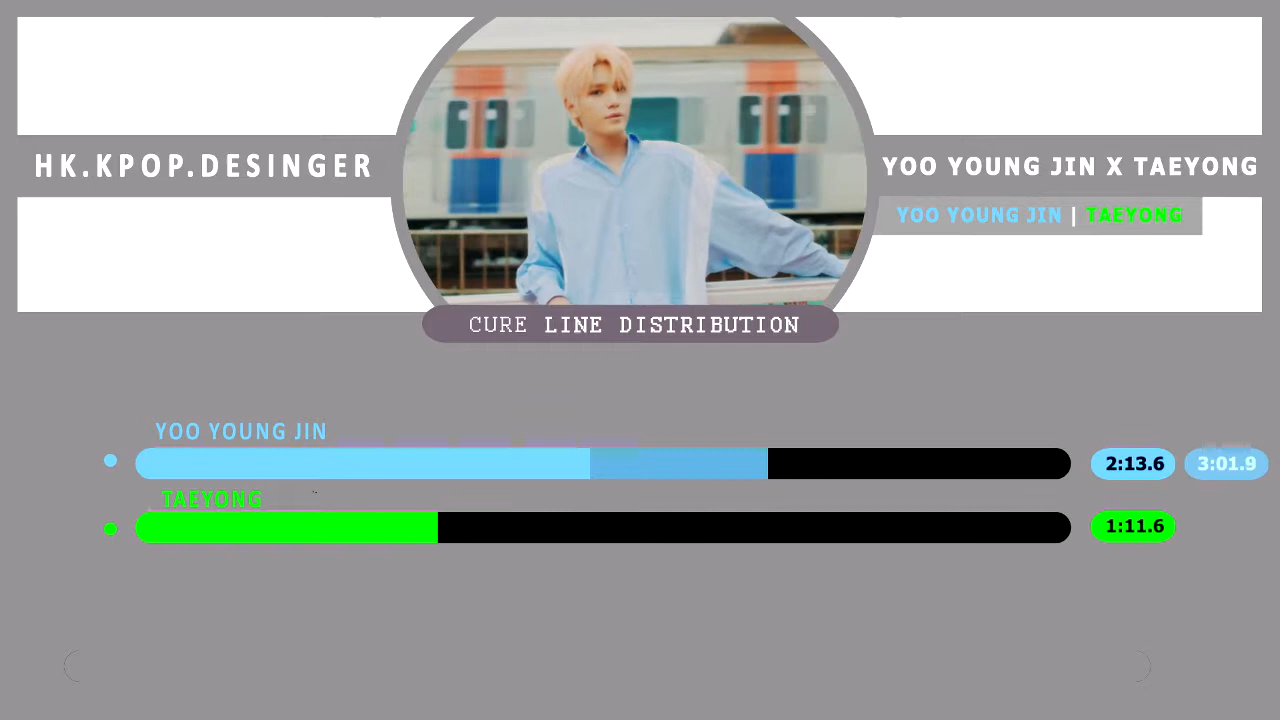 HK.KPOP.DESINGER
YOO YOUNG JIN X TAEYONG
YOO YOUNG JIN | TAEYONG
CURE LINE DISTRIBUTION
YOO YOUNG JIN
2:13.6 3:01.9
TAEYONG
1:11.6